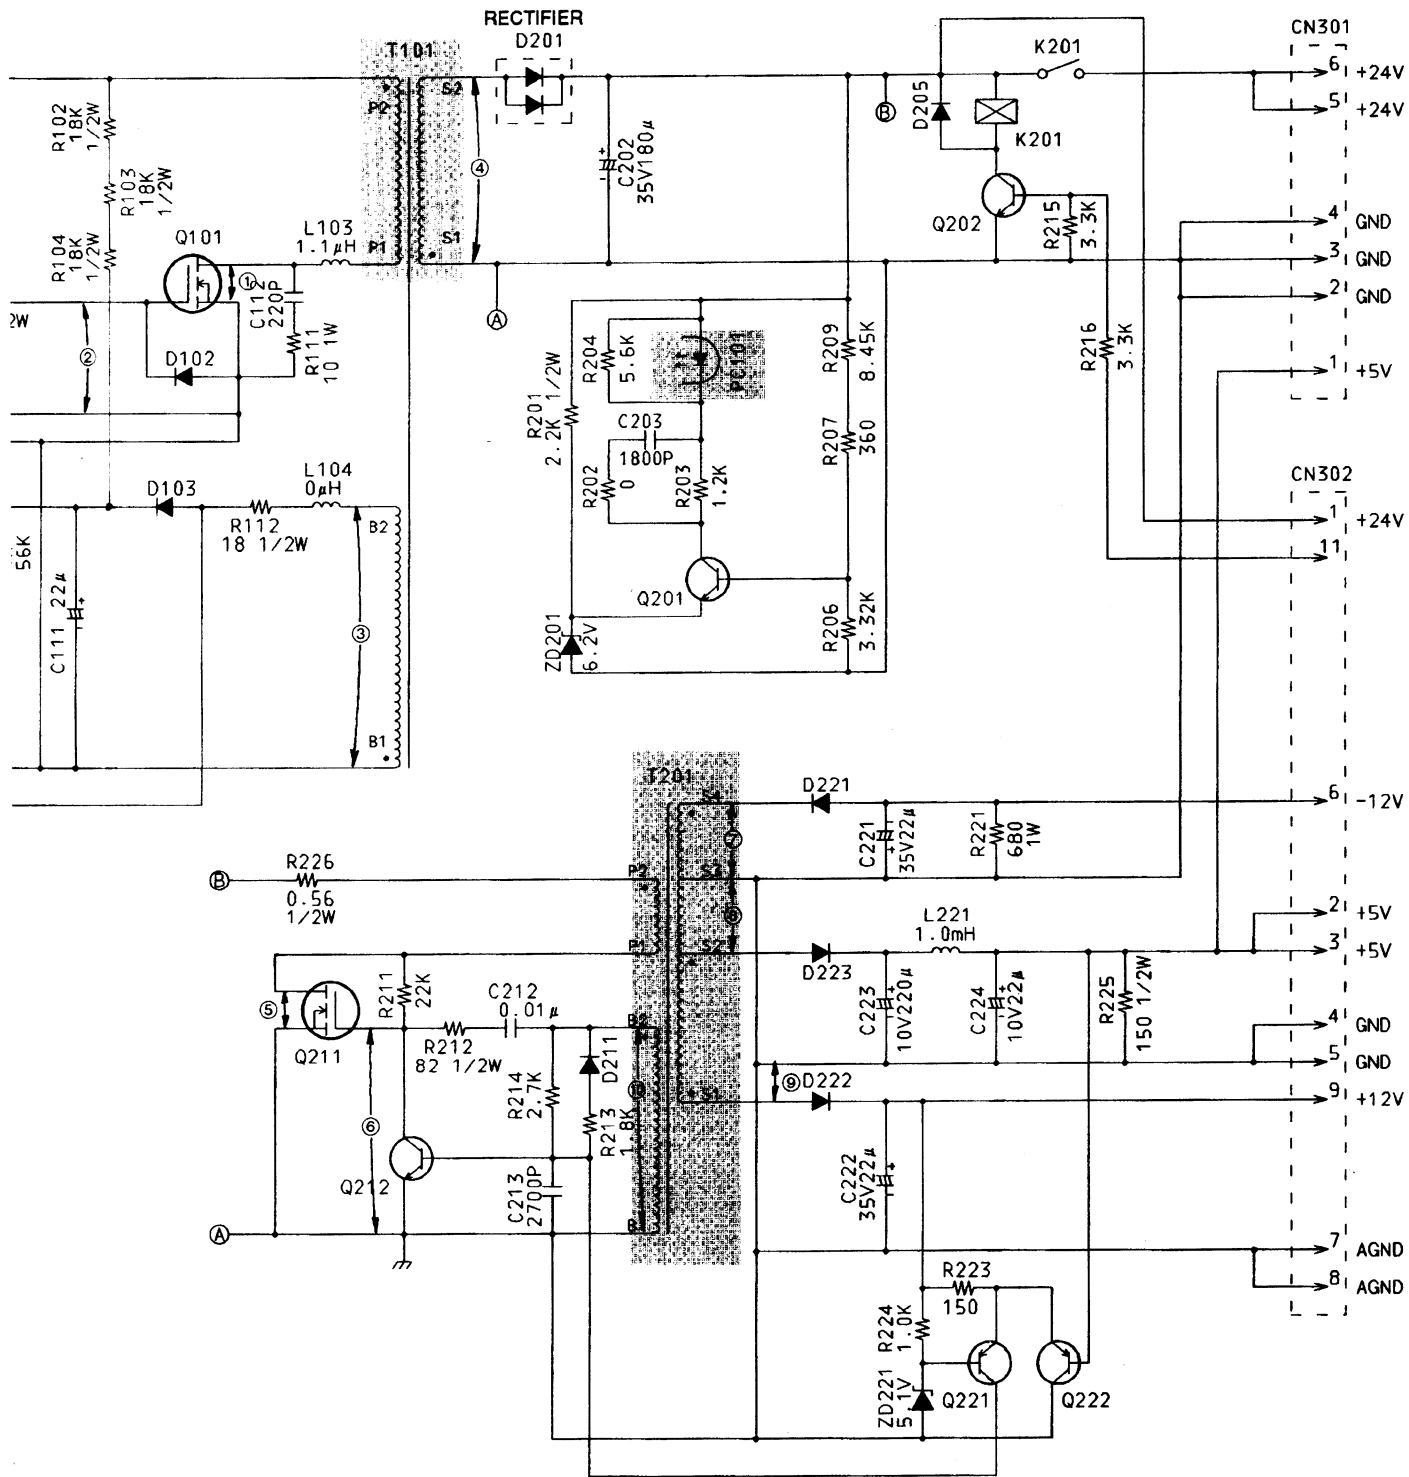 RECTIFIER
D201
T101
CN301
K201
6 +24V
5 +24V
S2
P2
R102
18K
1/2W
R103
18K
1/2W
R104
18K
1/2W
Q101
L103
1.1μH
P1
S1
①
④
C202
35V180μ
Ⓑ
D205
K201
Q202
R215
3.3K
4 GND
3 GND
2 GND
1 +5V
R216
3.3K
C112
220P
R111
10 1W
2W
②
D102
Ⓐ
R204
5.6K
PC101
R209
8.45K
R201
2.2K 1/2W
C203
1800P
R207
360
R202
0
R203
1.2K
CN302
1 +24V
11
D103
L104
0μH
R112
18 1/2W
B2
56K
C111 22μ
③
B1
Q201
ZD201
6.2V
R206
3.32K
T201
D221
S4
6 -12V
⑦
C221
35V22μ
R221
680
1W
Ⓑ
R226
0.56
1/2W
P2
S3
⑧
L221
1.0mH
2 +5V
3 +5V
P1
S2
D223
R211
22K
C212
0.01μ
C223
10V220μ
C224
10V22μ
R225
150 1/2W
⑤
Q211
R212
82 1/2W
B2
D211
4 GND
5 GND
⑨
D222
9 +12V
R214
2.7K
R213
1.8K
⑩
S1
⑥
Q212
C213
2700P
C222
35V22μ
Ⓐ
7 AGND
8 AGND
R223
150
R224
1.0K
ZD221
5.1V
Q221
Q222